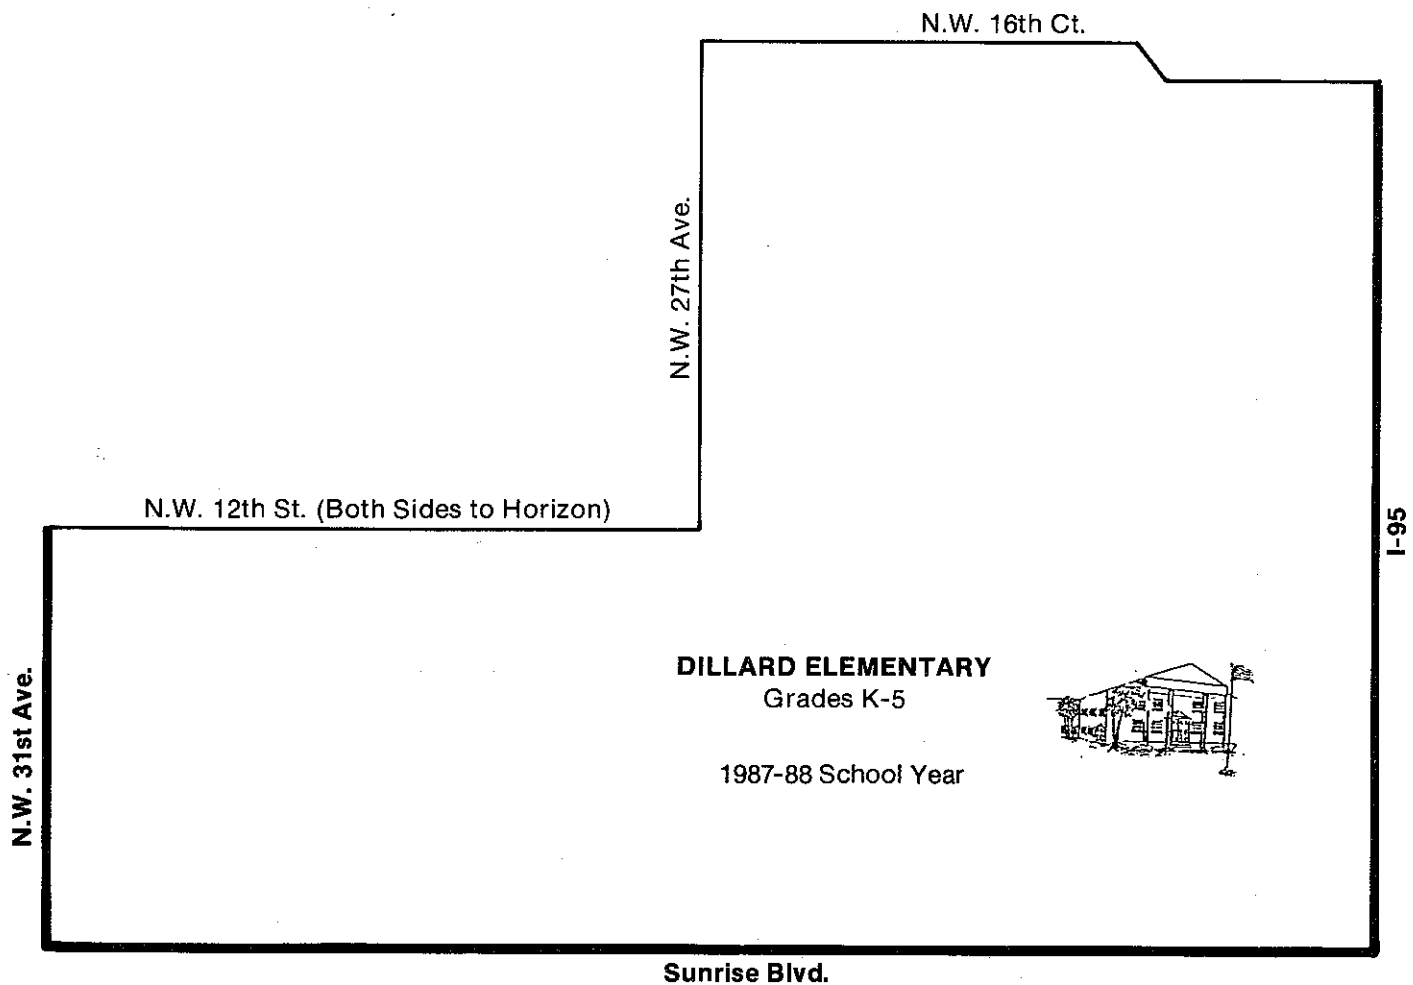 N.W. 16th Ct.
N.W. 27th Ave.
N.W. 12th St. (Both Sides to Horizon)
I-95
N.W. 31st Ave.
DILLARD ELEMENTARY
Grades K-5
1987-88 School Year
Sunrise Blvd.